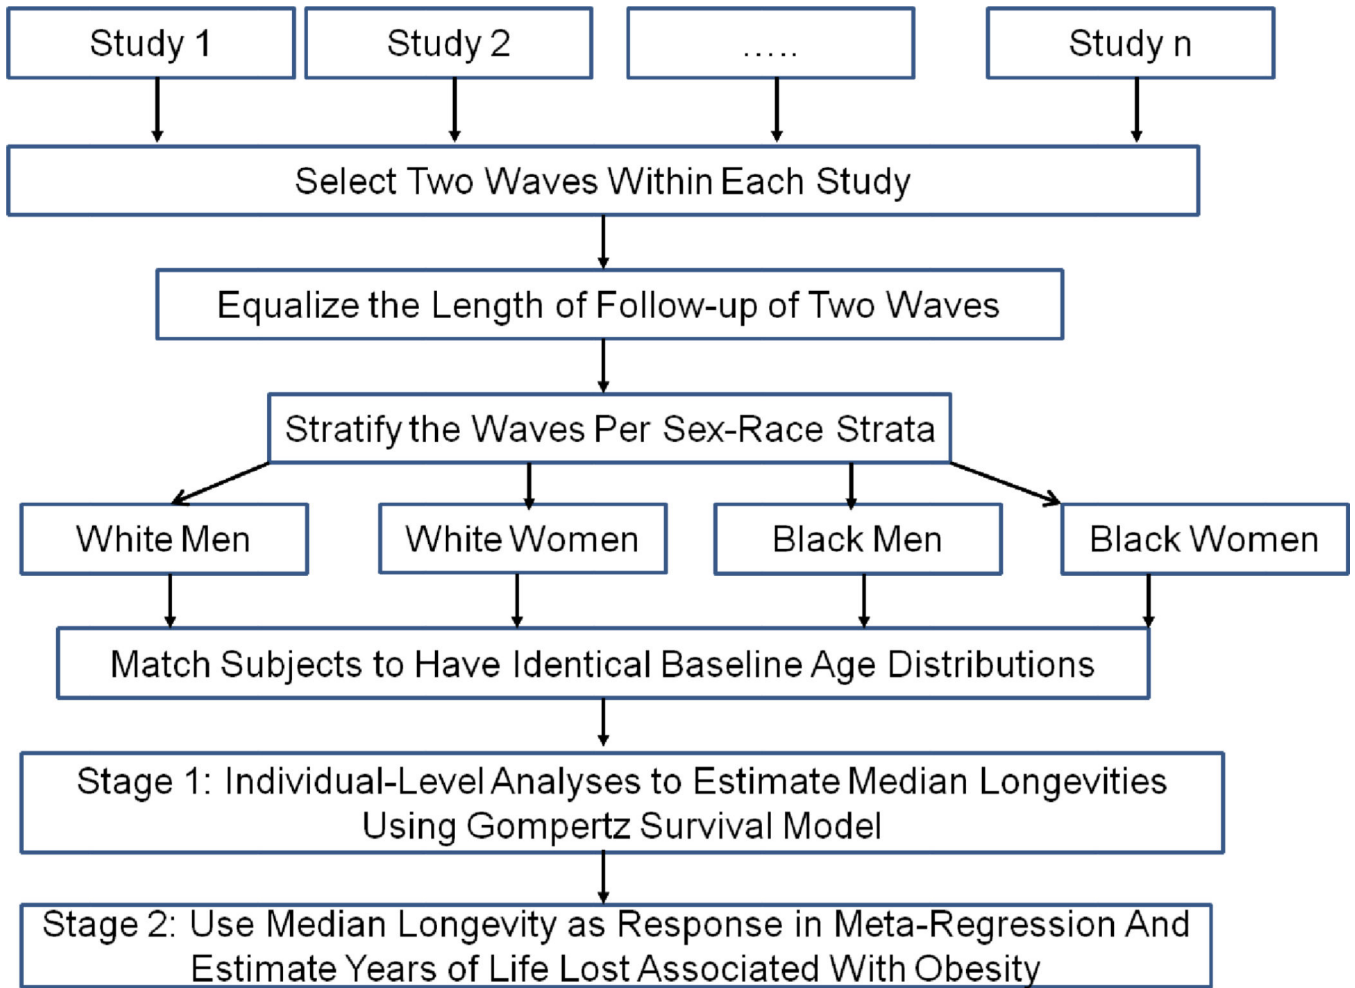 Study 1
Study 2
.....
Study n
Select Two Waves Within Each Study
Equalize the Length of Follow-up of Two Waves
Stratify the Waves Per Sex-Race Strata
White Men
White Women
Black Men
Black Women
Match Subjects to Have Identical Baseline Age Distributions
Stage 1: Individual-Level Analyses to Estimate Median Longevities
Using Gompertz Survival Model
Stage 2: Use Median Longevity as Response in Meta-Regression And
Estimate Years of Life Lost Associated With Obesity